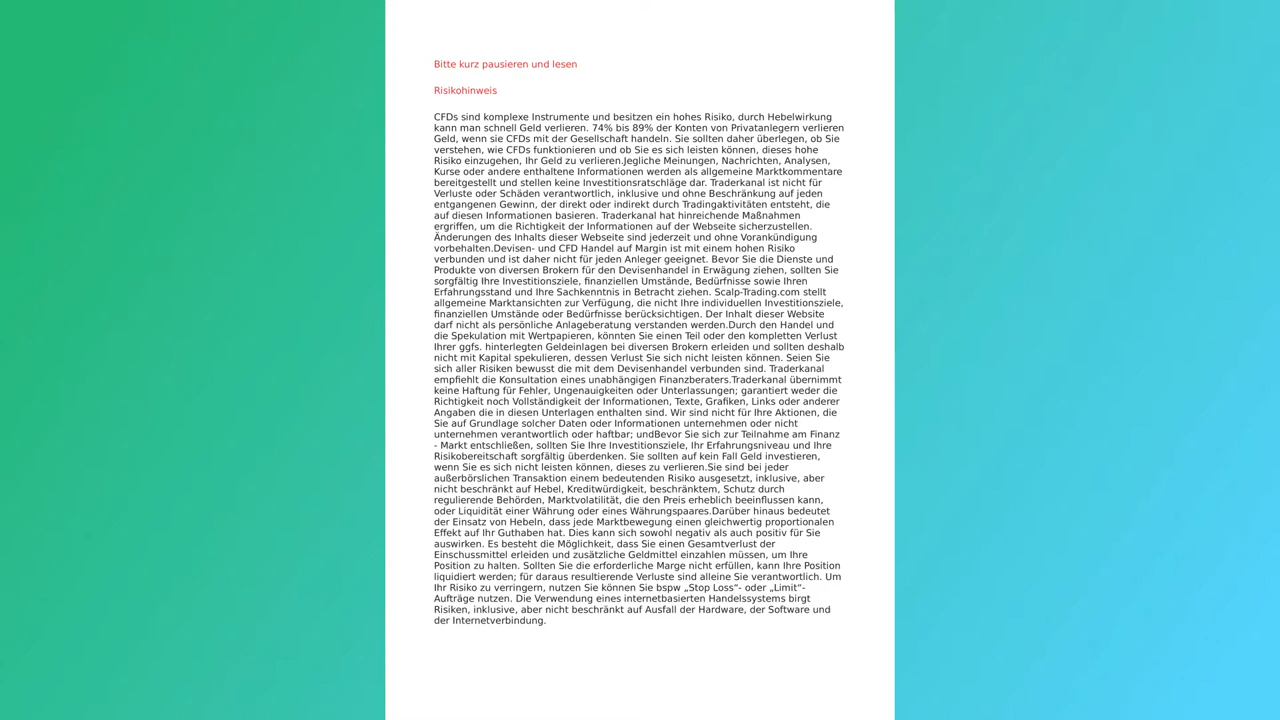 Bitte kurz pausieren und lesen
Risikohinweis
CFDs sind komplexe Instrumente und besitzen ein hohes Risiko, durch Hebelwirkung
kann man schnell Geld verlieren. 74% bis 89% der Konten von Privatanlegern verlieren
Geld, wenn sie CFDs mit der Gesellschaft handeln. Sie sollten daher überlegen, ob Sie
verstehen, wie CFDs funktionieren und ob Sie es sich leisten können, dieses hohe
Risiko einzugehen, Ihr Geld zu verlieren.Jegliche Meinungen, Nachrichten, Analysen,
Kurse oder andere enthaltene Informationen werden als allgemeine Marktkommentare
bereitgestellt und stellen keine Investitionsratschläge dar. Traderkanal ist nicht für
Verluste oder Schäden verantwortlich, inklusive und ohne Beschränkung auf jeden
entgangenen Gewinn, der direkt oder indirekt durch Tradingaktivitäten entsteht, die
auf diesen Informationen basieren. Traderkanal hat hinreichende Maßnahmen
ergriffen, um die Richtigkeit der Informationen auf der Webseite sicherzustellen.
Änderungen des Inhalts dieser Webseite sind jederzeit und ohne Vorankündigung
vorbehalten.Devisen- und CFD Handel auf Margin ist mit einem hohen Risiko
verbunden und ist daher nicht für jeden Anleger geeignet. Bevor Sie die Dienste und
Produkte von diversen Brokern für den Devisenhandel in Erwägung ziehen, sollten Sie
sorgfältig Ihre Investitionsziele, finanziellen Umstände, Bedürfnisse sowie Ihren
Erfahrungsstand und Ihre Sachkenntnis in Betracht ziehen. Scalp-Trading.com stellt
allgemeine Marktansichten zur Verfügung, die nicht Ihre individuellen Investitionsziele,
finanziellen Umstände oder Bedürfnisse berücksichtigen. Der Inhalt dieser Website
darf nicht als persönliche Anlageberatung verstanden werden.Durch den Handel und
die Spekulation mit Wertpapieren, könnten Sie einen Teil oder den kompletten Verlust
Ihrer ggfs. hinterlegten Geldeinlagen bei diversen Brokern erleiden und sollten deshalb
nicht mit Kapital spekulieren, dessen Verlust Sie sich nicht leisten können. Seien Sie
sich aller Risiken bewusst die mit dem Devisenhandel verbunden sind. Traderkanal
empfiehlt die Konsultation eines unabhängigen Finanzberaters.Traderkanal übernimmt
keine Haftung für Fehler, Ungenauigkeiten oder Unterlassungen; garantiert weder die
Richtigkeit noch Vollständigkeit der Informationen, Texte, Grafiken, Links oder anderer
Angaben die in diesen Unterlagen enthalten sind. Wir sind nicht für Ihre Aktionen, die
Sie auf Grundlage solcher Daten oder Informationen unternehmen oder nicht
unternehmen verantwortlich oder haftbar; undBevor Sie sich zur Teilnahme am Finanz
- Markt entschließen, sollten Sie Ihre Investitionsziele, Ihr Erfahrungsniveau und Ihre
Risikobereitschaft sorgfältig überdenken. Sie sollten auf kein Fall Geld investieren,
wenn Sie es sich nicht leisten können, dieses zu verlieren.Sie sind bei jeder
außerbörslichen Transaktion einem bedeutenden Risiko ausgesetzt, inklusive, aber
nicht beschränkt auf Hebel, Kreditwürdigkeit, beschränktem, Schutz durch
regulierende Behörden, Marktvolatilität, die den Preis erheblich beeinflussen kann,
oder Liquidität einer Währung oder eines Währungspaares.Darüber hinaus bedeutet
der Einsatz von Hebeln, dass jede Marktbewegung einen gleichwertig proportionalen
Effekt auf Ihr Guthaben hat. Dies kann sich sowohl negativ als auch positiv für Sie
auswirken. Es besteht die Möglichkeit, dass Sie einen Gesamtverlust der
Einschussmittel erleiden und zusätzliche Geldmittel einzahlen müssen, um Ihre
Position zu halten. Sollten Sie die erforderliche Marge nicht erfüllen, kann Ihre Position
liquidiert werden; für daraus resultierende Verluste sind alleine Sie verantwortlich. Um
Ihr Risiko zu verringern, nutzen Sie können Sie bspw „Stop Loss“- oder „Limit“-
Aufträge nutzen. Die Verwendung eines internetbasierten Handelssystems birgt
Risiken, inklusive, aber nicht beschränkt auf Ausfall der Hardware, der Software und
der Internetverbindung.